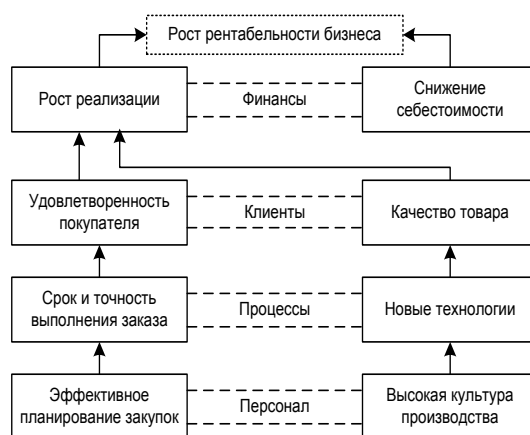 Рост рентабельности бизнеса
Рост реализации
Финансы
Снижение
себестоимости
Удовлетворенность
покупателя
Клиенты
Качество товара
Срок и точность
выполнения заказа
Процессы
Новые технологии
Эффективное
планирование закупок
Персонал
Высокая культура
производства